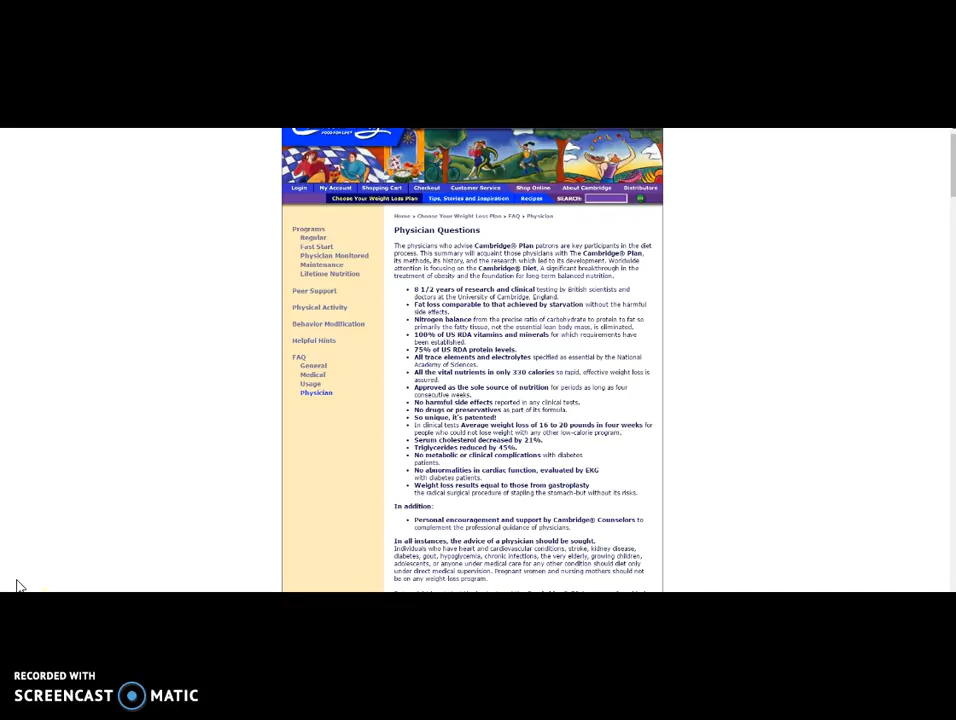 FOOD FOR LIFE®
Login My Account Shopping Cart Checkout Customer Service Shop Online About Cambridge Distributors
Choose Your Weight Loss Plan Tips, Stories and Inspiration Recipes SEARCH:
Home > Choose Your Weight Loss Plan > FAQ > Physician
Programs
Regular
Fast Start
Physician Monitored
Maintenance
Lifetime Nutrition
Peer Support
Physical Activity
Behavior Modification
Helpful Hints
FAQ
General
Medical
Usage
Physician
Physician Questions
The physicians who advise Cambridge® Plan patrons are key participants in the diet
process. This summary will acquaint those physicians with The Cambridge® Plan,
its methods, its history, and the research which led to its development. Worldwide
attention is focusing on the Cambridge® Diet, A significant breakthrough in the
treatment of obesity and the foundation for long-term balanced nutrition.
• 8 1/2 years of research and clinical testing by British scientists and
doctors at the University of Cambridge, England.
• Fat loss comparable to that achieved by starvation without the harmful
side effects.
• Nitrogen balance from the precise ratio of carbohydrate to protein to fat so
primarily the fatty tissue, not the essential lean body mass, is eliminated.
• 100% of US RDA vitamins and minerals for which requirements have
been established.
• 75% of US RDA protein levels.
• All trace elements and electrolytes specified as essential by the National
Academy of Sciences.
• All the vital nutrients in only 330 calories so rapid, effective weight loss is
assured.
• Approved as the sole source of nutrition for periods as long as four
consecutive weeks.
• No harmful side effects reported in any clinical tests.
• No drugs or preservatives as part of its formula.
• So unique, it's patented!
• In clinical tests Average weight loss of 16 to 20 pounds in four weeks for
people who could not lose weight with any other low-calorie program.
• Serum cholesterol decreased by 21%.
• Triglycerides reduced by 45%.
• No metabolic or clinical complications with diabetes
patients.
• No abnormalities in cardiac function, evaluated by EKG
with diabetes patients.
• Weight loss results equal to those from gastroplasty
the radical surgical procedure of stapling the stomach-but without its risks.
In addition:
• Personal encouragement and support by Cambridge® Counselors to
complement the professional guidance of physicians.
In all instances, the advice of a physician should be sought.
Individuals who have heart and cardiovascular conditions, stroke, kidney disease,
diabetes, gout, hypoglycemia, chronic infections, the very elderly, growing children,
adolescents, or anyone under medical care for any other condition should diet only
under direct medical supervision. Pregnant women and nursing mothers should not
be on any weight-loss program.
RECORDED WITH
SCREENCAST MATIC